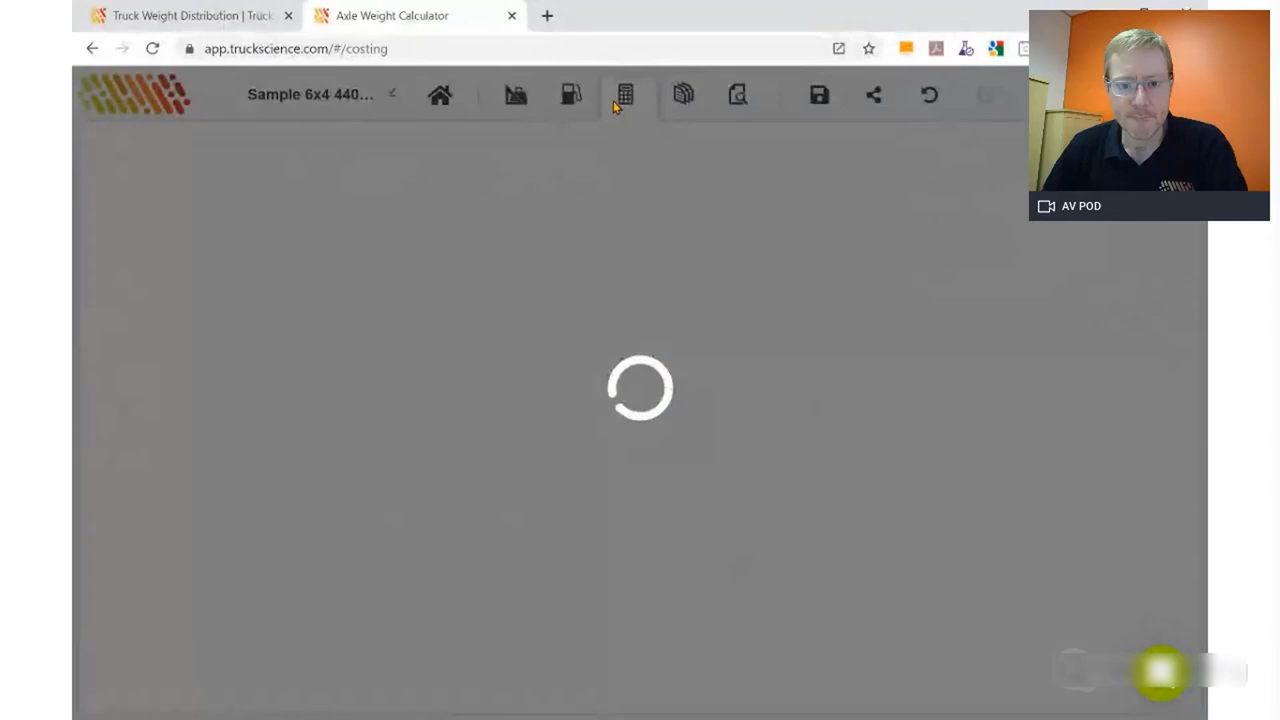 Truck Weight Distribution | Truck
Axle Weight Calculator
app.truckscience.com/#/costing
Sample 6x4 440...
AV POD